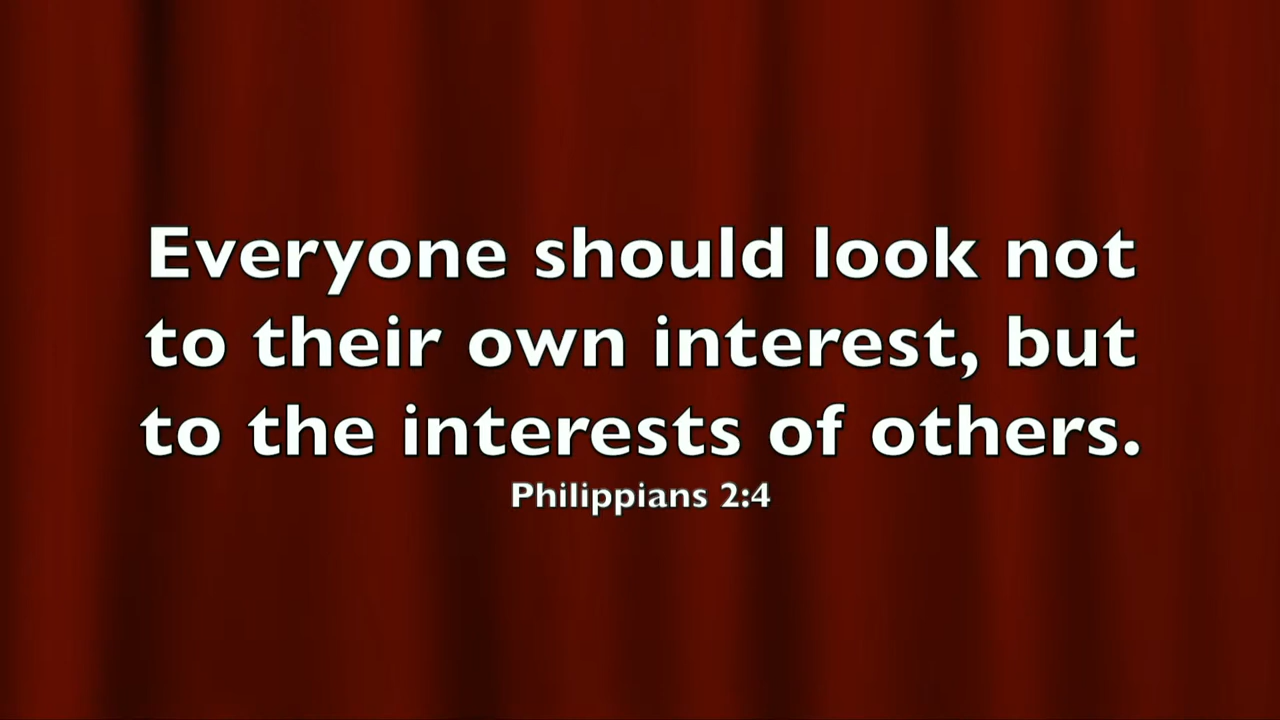 Everyone should look not
to their own interest, but
to the interests of others.
Philippians 2:4